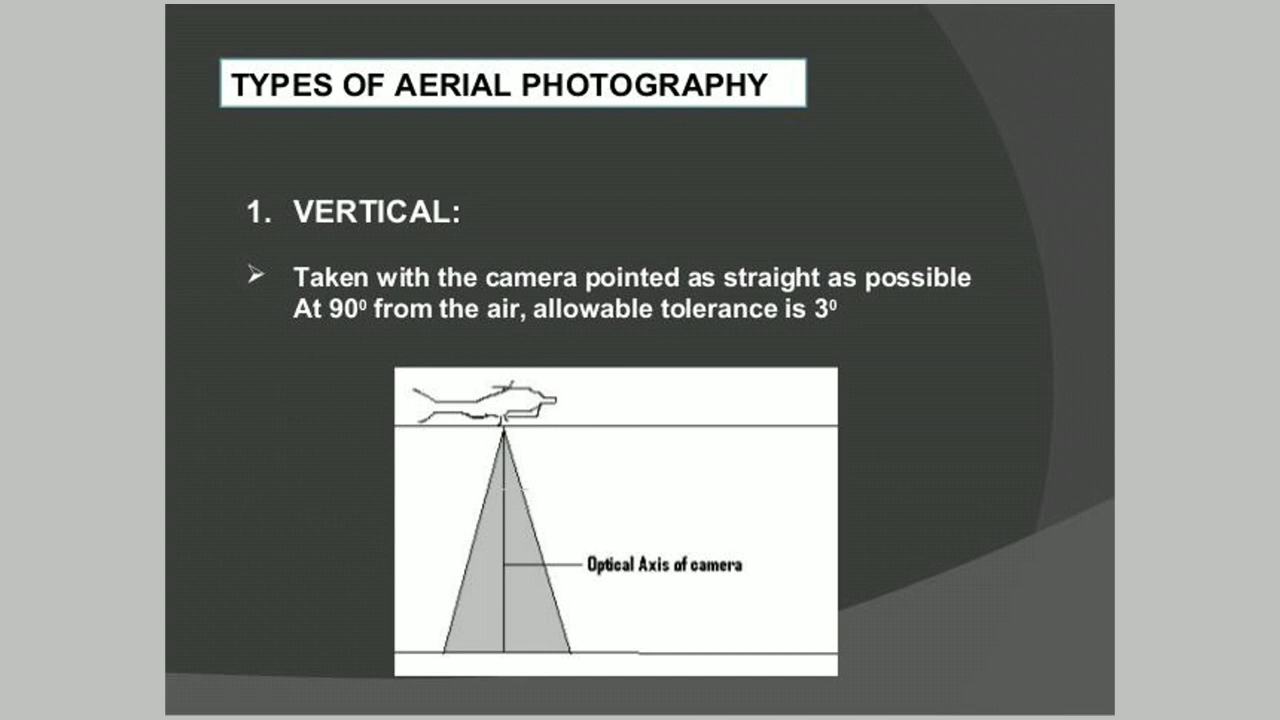 TYPES OF AERIAL PHOTOGRAPHY
1. VERTICAL:
Taken with the camera pointed as straight as possible
At 90⁰ from the air, allowable tolerance is 3⁰
Optical Axis of camera